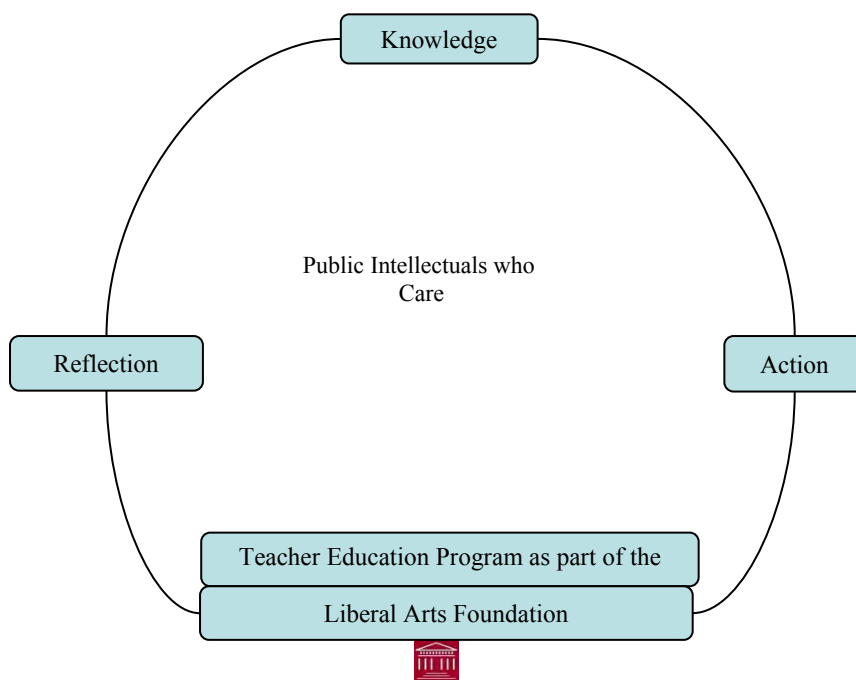 Knowledge
Public Intellectuals who
Care
Reflection
Action
Teacher Education Program as part of the
Liberal Arts Foundation